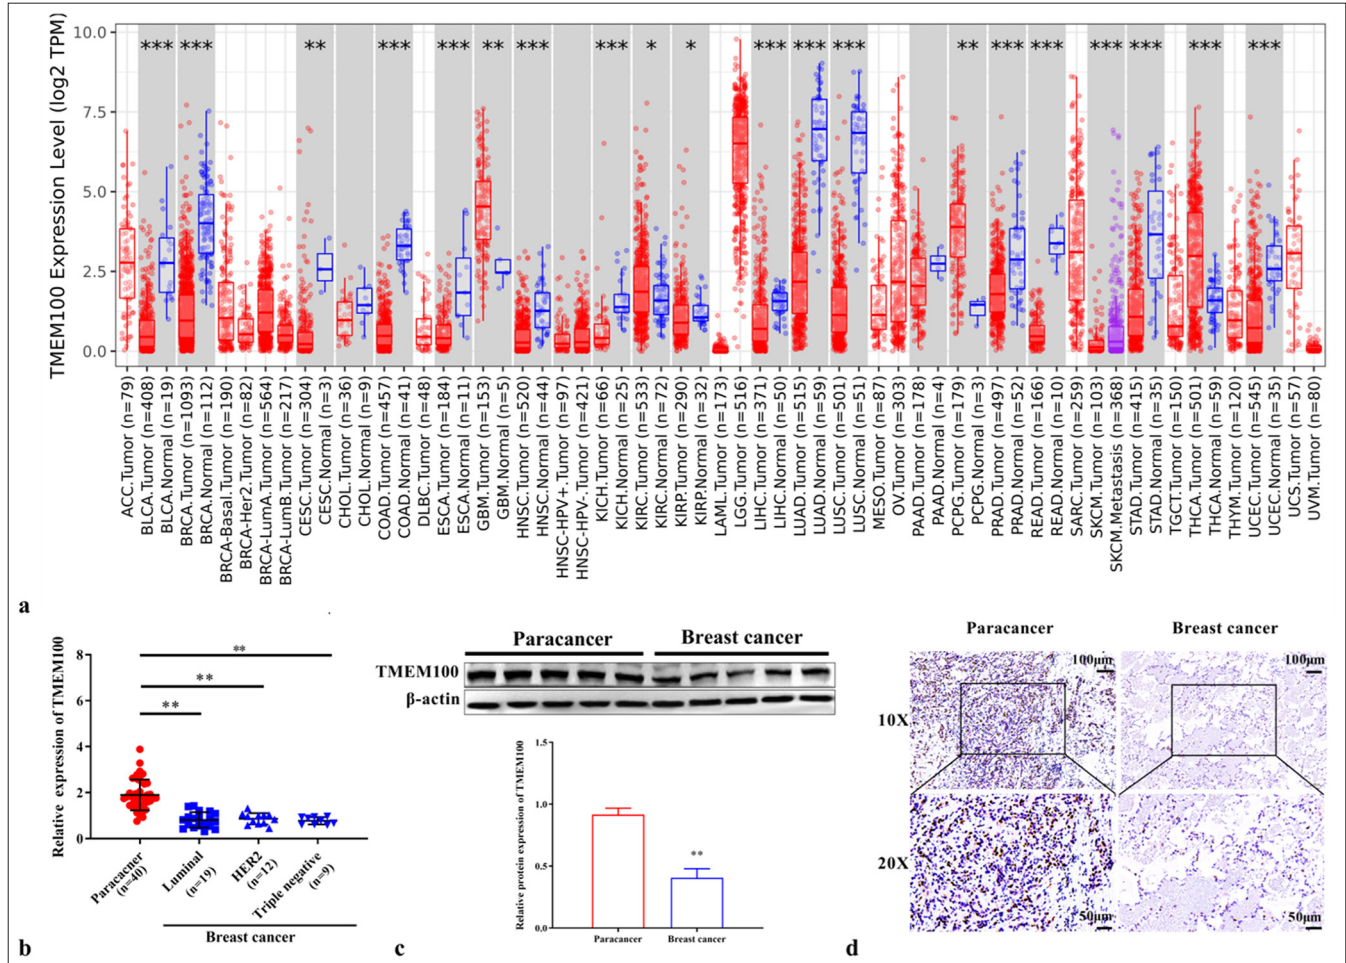 TMEM100 Expression Level (log2 TPM)
10.0
7.5
5.0
2.5
0.0
*** *** ** *** *** ** *** *** * * *** *** *** ** *** *** *** *** *** ***
ACC.Tumor (n=79)
BLCA.Tumor (n=408)
BLCA.Normal (n=19)
BRCA.Tumor (n=1093)
BRCA.Normal (n=112)
BRCA-Basal.Tumor (n=190)
BRCA-Her2.Tumor (n=82)
BRCA-LumA.Tumor (n=564)
BRCA-LumB.Tumor (n=217)
CESC.Tumor (n=304)
CESC.Normal (n=3)
CHOL.Tumor (n=36)
CHOL.Normal (n=9)
COAD.Tumor (n=457)
COAD.Normal (n=41)
DLBC.Tumor (n=48)
ESCA.Tumor (n=184)
ESCA.Normal (n=11)
GBM.Tumor (n=153)
GBM.Normal (n=5)
HNSC.Tumor (n=520)
HNSC.Normal (n=44)
HNSC-HPV+.Tumor (n=97)
HNSC-HPV-.Tumor (n=421)
KICH.Tumor (n=66)
KICH.Normal (n=25)
KIRC.Tumor (n=533)
KIRC.Normal (n=72)
KIRP.Tumor (n=290)
KIRP.Normal (n=32)
LAML.Tumor (n=173)
LGG.Tumor (n=516)
LIHC.Tumor (n=371)
LIHC.Normal (n=50)
LUAD.Tumor (n=515)
LUAD.Normal (n=59)
LUSC.Tumor (n=501)
LUSC.Normal (n=51)
MESO.Tumor (n=87)
OV.Tumor (n=303)
PAAD.Tumor (n=178)
PAAD.Normal (n=4)
PCPG.Tumor (n=179)
PCPG.Normal (n=3)
PRAD.Tumor (n=497)
PRAD.Normal (n=52)
READ.Tumor (n=166)
READ.Normal (n=10)
SARC.Tumor (n=259)
SKCM.Tumor (n=103)
SKCM.Metastasis (n=368)
STAD.Tumor (n=415)
STAD.Normal (n=35)
TGCT.Tumor (n=150)
THCA.Tumor (n=501)
THCA.Normal (n=59)
THYM.Tumor (n=120)
UCEC.Tumor (n=545)
UCEC.Normal (n=35)
UCS.Tumor (n=57)
UVM.Tumor (n=80)
a
Relative expression of TMEM100
8
6
4
2
0
**
**
**
Paracacner
(n=40)
Luminal
(n=19)
HER2
(n=12)
Triple negative
(n=9)
Breast cancer
b
Paracancer Breast cancer
TMEM100
β-actin
Relative protein expression of TMEM100
1.5
1.0
0.5
0.0
**
Paracancer Breast cancer
c
Paracancer Breast cancer
100μm 100μm
10X
20X
50μm 50μm
d